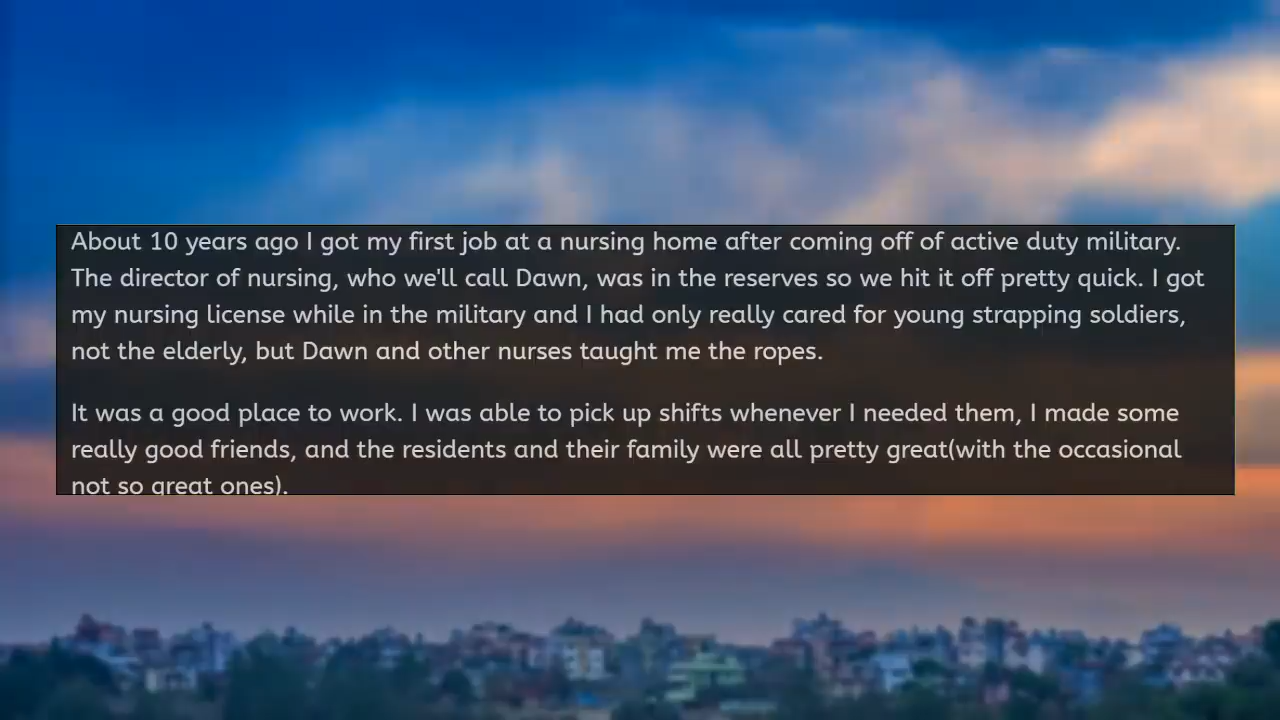 About 10 years ago I got my first job at a nursing home after coming off of active duty military.
The director of nursing, who we'll call Dawn, was in the reserves so we hit it off pretty quick. I got
my nursing license while in the military and I had only really cared for young strapping soldiers,
not the elderly, but Dawn and other nurses taught me the ropes.
It was a good place to work. I was able to pick up shifts whenever I needed them, I made some
really good friends, and the residents and their family were all pretty great(with the occasional
not so great ones).